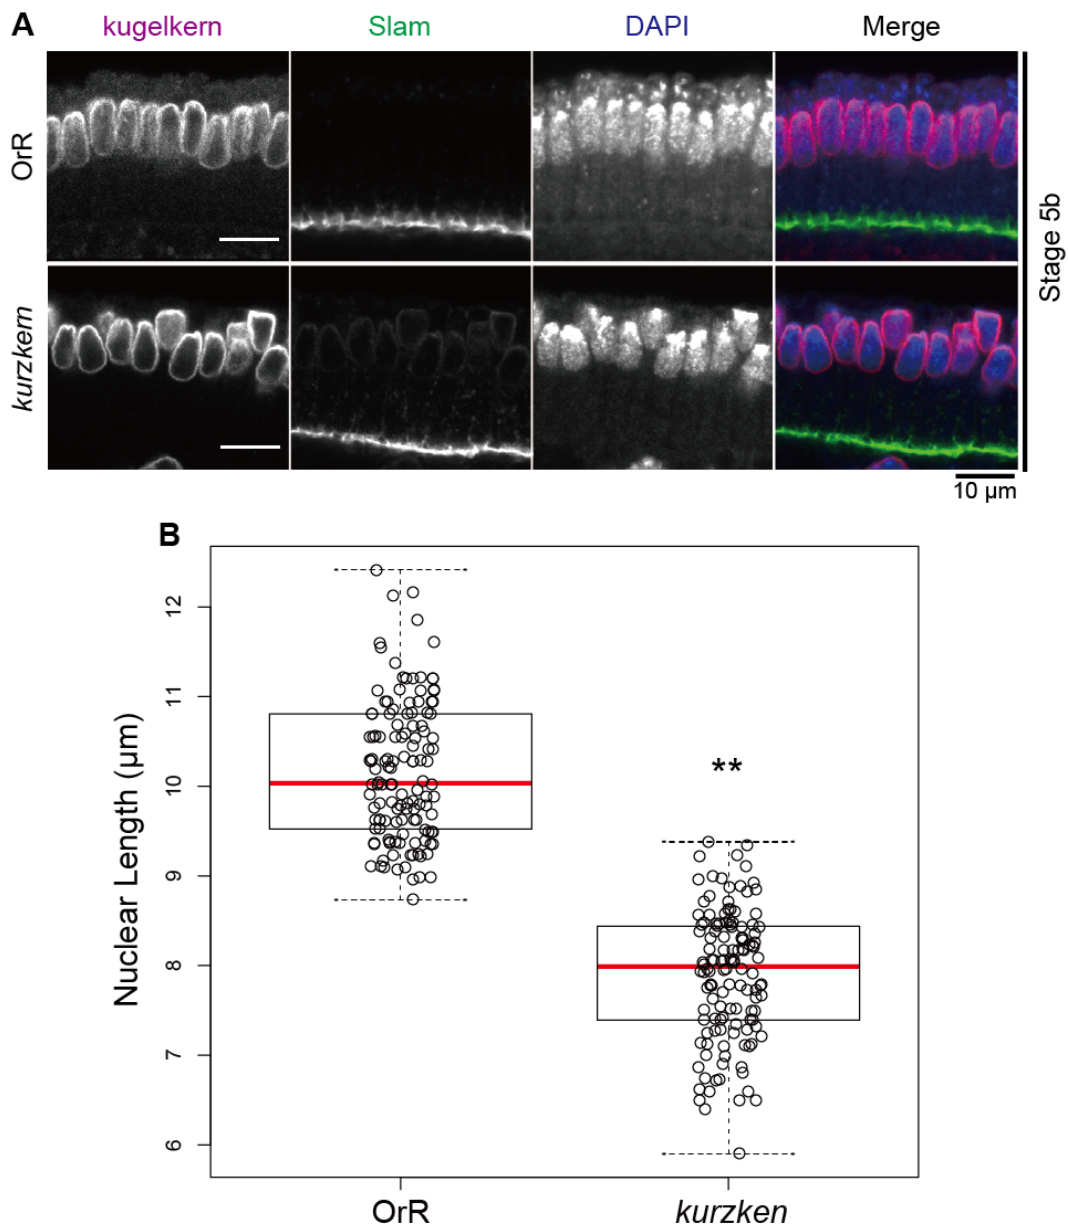 A kugelkern Slam DAPI Merge
OrR
kurzkern
Stage 5b
10 μm
B
12
11
10
9
8
7
6
Nuclear Length (μm)
**
OrR kurzken